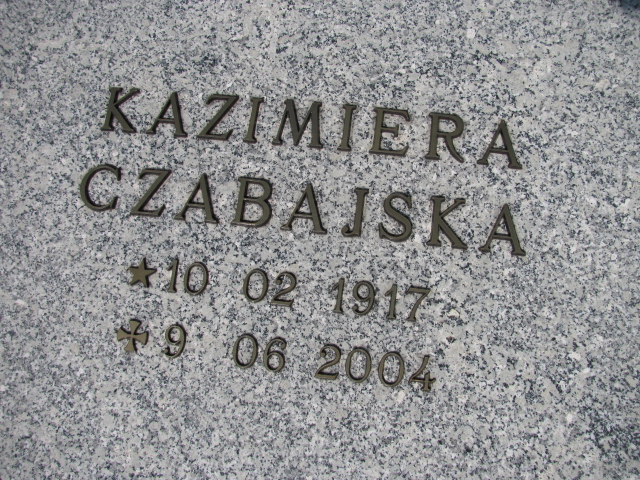 KAZIMIERA
CZABAJSKA
★ 10 02 1917
✠ 9 06 2004